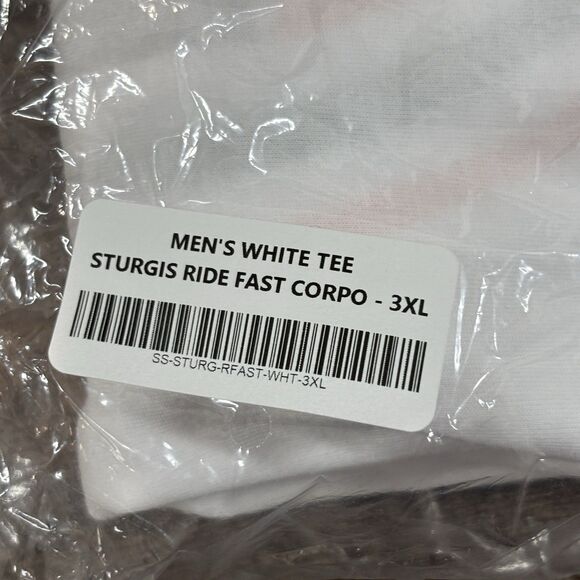 MEN'S WHITE TEE
STURGIS RIDE FAST CORPO - 3XL
SS-STURG-RFAST-WHT-3XL